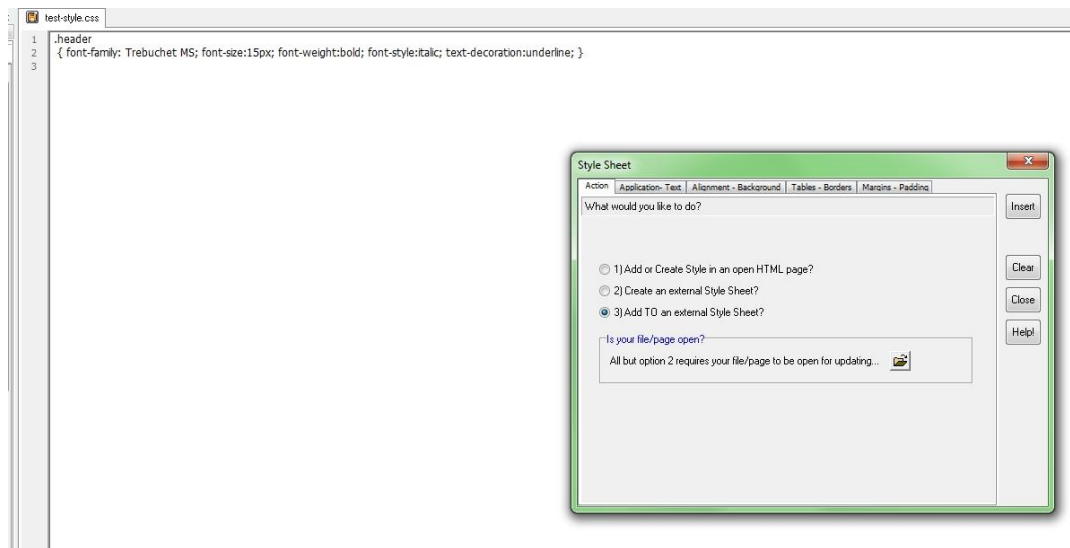 test-style.css
1 .header
2 { font-family: Trebuchet MS; font-size:15px; font-weight:bold; font-style:italic; text-decoration:underline; }
3
Style Sheet
x
Action Application- Text Alignment - Background Tables - Borders Margins - Padding
What would you like to do?
Insert
1) Add or Create Style in an open HTML page?
Clear
2) Create an external Style Sheet?
Close
3) Add TO an external Style Sheet?
Help!
Is your file/page open?
All but option 2 requires your file/page to be open for updating...